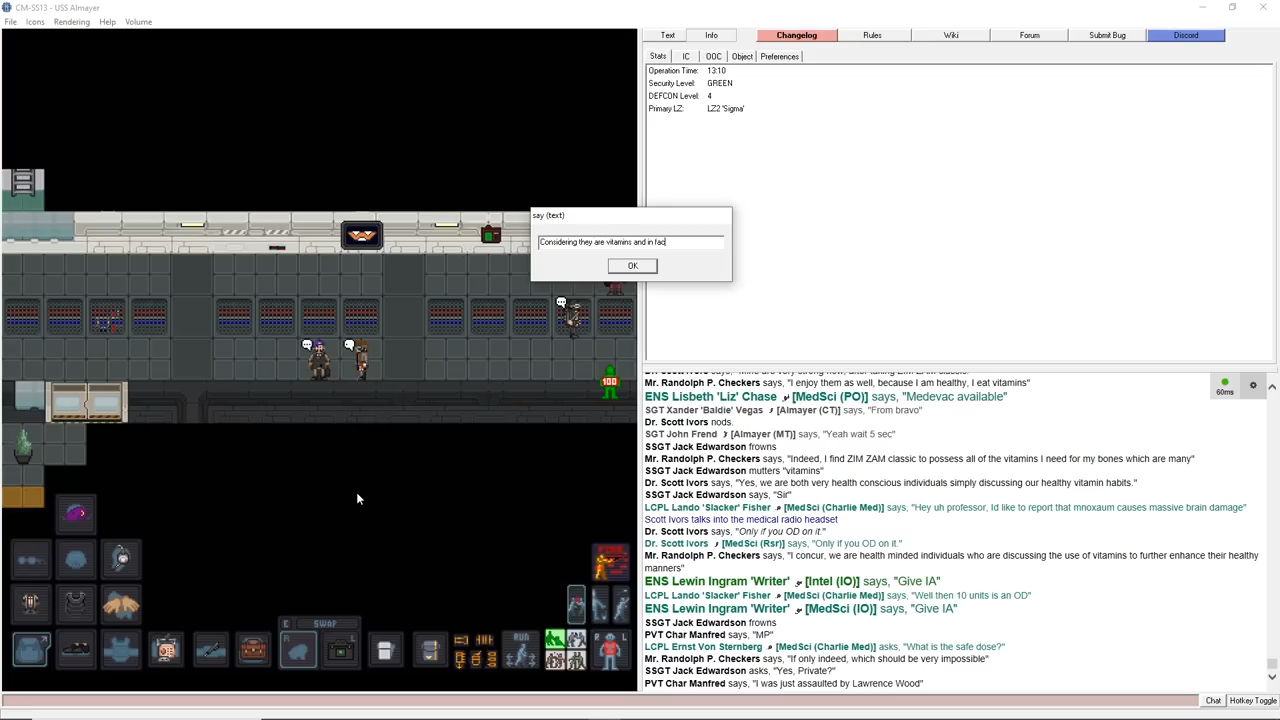 CM-SS13 - USS Almayer
File Icons Rendering Help Volume
Text Info Changelog Rules Wiki Forum Submit Bug Discord
Stats IC OOC Object Preferences
Operation Time: 13:10
Security Level: GREEN
DEFCON Level: 4
Primary LZ: LZ2 'Sigma'
say (text)
Considering they are vitamins and in fac
OK
100
60ms
Mr. Randolph P. Checkers says, "I enjoy them as well, because I am healthy, I eat vitamins"
ENS Lisbeth 'Liz' Chase [MedSci (PO)] says, "Medevac available"
SGT Xander 'Baldie' Vegas [Almayer (CT)] says, "From bravo"
Dr. Scott Ivors nods.
SGT John Frend [Almayer (MT)] says, "Yeah wait 5 sec"
SSGT Jack Edwardson frowns
Mr. Randolph P. Checkers says, "Indeed, I find ZIM ZAM classic to possess all of the vitamins I need for my bones which are many"
SSGT Jack Edwardson mutters "vitamins"
Dr. Scott Ivors says, "Yes, we are both very health conscious individuals simply discussing our healthy vitamin habits."
SSGT Jack Edwardson says, "Sir"
LCPL Lando 'Slacker' Fisher [MedSci (Charlie Med)] says, "Hey uh professor, Id like to report that mnoxaum causes massive brain damage"
Scott Ivors talks into the medical radio headset
Dr. Scott Ivors says, "Only if you OD on it."
Dr. Scott Ivors [MedSci (Rsr)] says, "Only if you OD on it."
Mr. Randolph P. Checkers says, "I concur, we are health minded individuals who are discussing the use of vitamins to further enhance their healthy
manners"
ENS Lewin Ingram 'Writer' [Intel (IO)] says, "Give IA"
LCPL Lando 'Slacker' Fisher [MedSci (Charlie Med)] says, "Well then 10 units is an OD"
ENS Lewin Ingram 'Writer' [MedSci (IO)] says, "Give IA"
SSGT Jack Edwardson frowns
PVT Char Manfred says, "MP"
LCPL Ernst Von Sternberg [MedSci (Charlie Med)] asks, "What is the safe dose?"
Mr. Randolph P. Checkers says, "If only indeed, which should be very impossible"
SSGT Jack Edwardson asks, "Yes, Private?"
PVT Char Manfred says, "I was just assaulted by Lawrence Wood"
E SWAP
R L
RUN
R L
Chat Hotkey Toggle